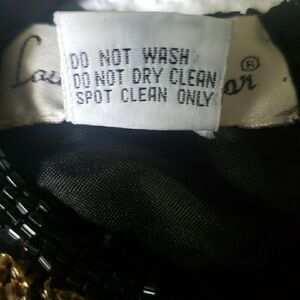 DO NOT WASH
DO NOT DRY CLEAN
SPOT CLEAN ONLY
®